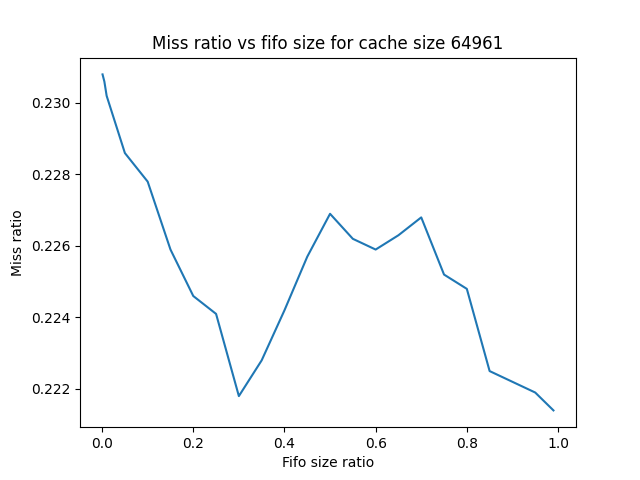 Miss ratio vs fifo size for cache size 64961
0.230
0.228
0.226
0.224
0.222
Miss ratio
0.0 0.2 0.4 0.6 0.8 1.0
Fifo size ratio